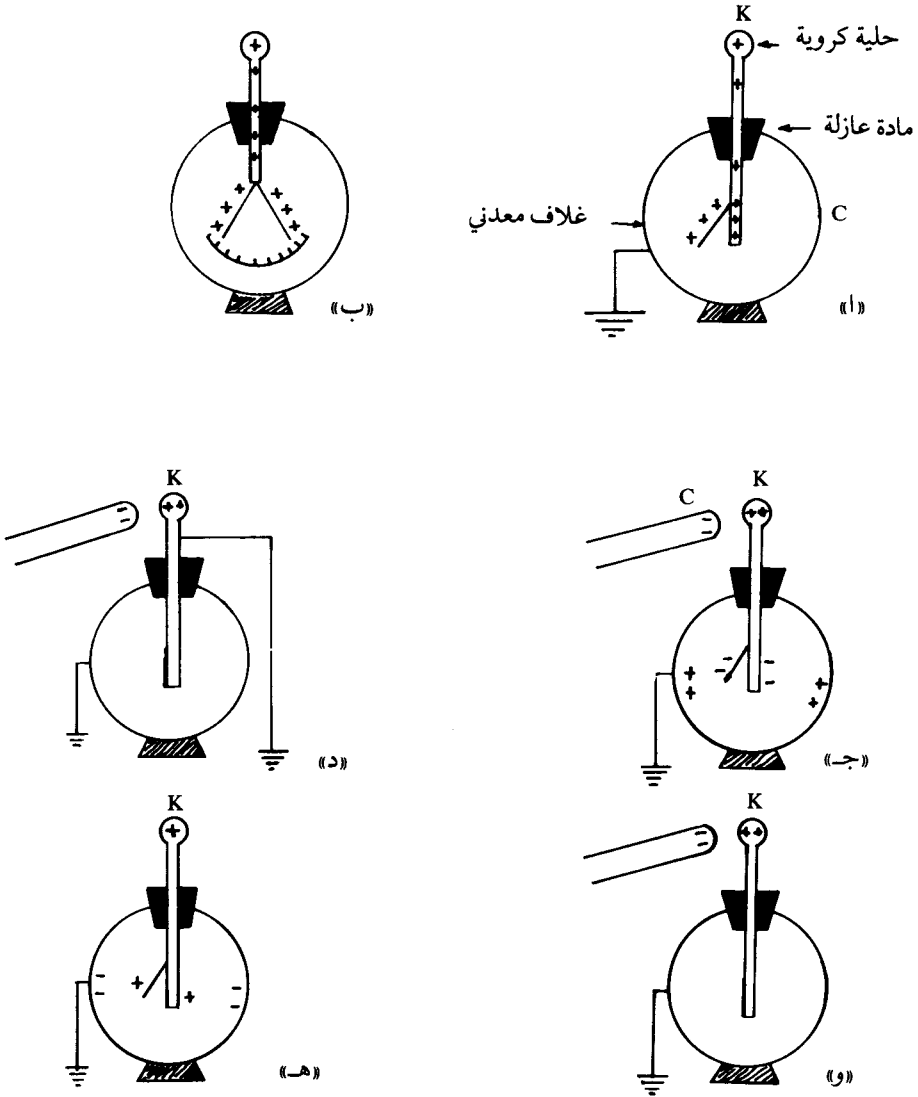 K
حلية كروية
مادة عازلة
غلاف معدني
C
«ا»
«ب»
K
C
«جـ»
K
«د»
K
«و»
K
«هـ»